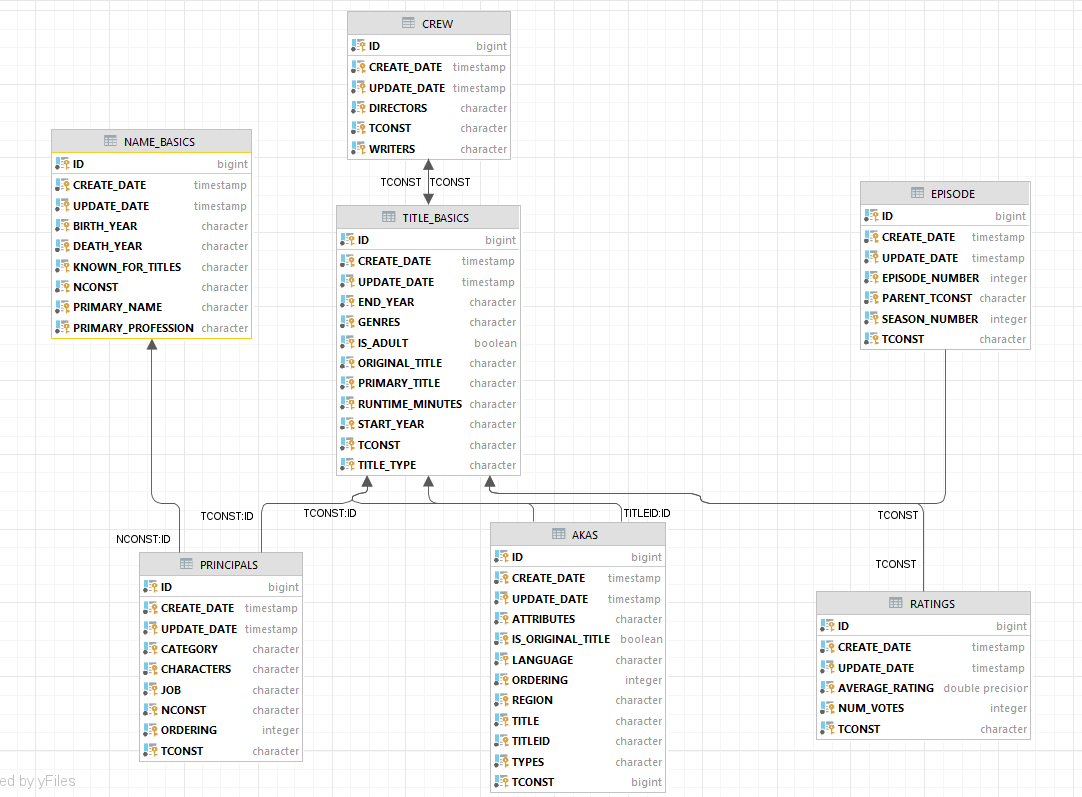 CREW
ID bigint
CREATE_DATE timestamp
UPDATE_DATE timestamp
DIRECTORS character
TCONST character
WRITERS character
TCONST TCONST
NAME_BASICS
ID bigint
CREATE_DATE timestamp
UPDATE_DATE timestamp
BIRTH_YEAR character
DEATH_YEAR character
KNOWN_FOR_TITLES character
NCONST character
PRIMARY_NAME character
PRIMARY_PROFESSION character
TITLE_BASICS
ID bigint
CREATE_DATE timestamp
UPDATE_DATE timestamp
END_YEAR character
GENRES character
IS_ADULT boolean
ORIGINAL_TITLE character
PRIMARY_TITLE character
RUNTIME_MINUTES character
START_YEAR character
TCONST character
TITLE_TYPE character
EPISODE
ID bigint
CREATE_DATE timestamp
UPDATE_DATE timestamp
EPISODE_NUMBER integer
PARENT_TCONST character
SEASON_NUMBER integer
TCONST character
TCONST:ID
TCONST:ID
TITLEID:ID
TCONST
NCONST:ID
TCONST
PRINCIPALS
ID bigint
CREATE_DATE timestamp
UPDATE_DATE timestamp
CATEGORY character
CHARACTERS character
JOB character
NCONST character
ORDERING integer
TCONST character
AKAS
ID bigint
CREATE_DATE timestamp
UPDATE_DATE timestamp
ATTRIBUTES character
IS_ORIGINAL_TITLE boolean
LANGUAGE character
ORDERING integer
REGION character
TITLE character
TITLEID character
TYPES character
TCONST bigint
RATINGS
ID bigint
CREATE_DATE timestamp
UPDATE_DATE timestamp
AVERAGE_RATING double precision
NUM_VOTES integer
TCONST character
ed by yFiles